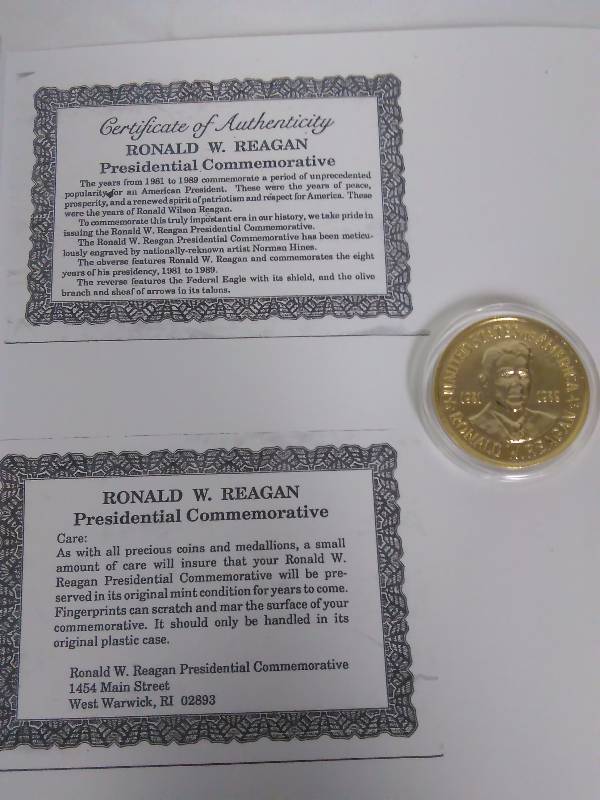 Certificate of Authenticity
RONALD W. REAGAN
Presidential Commemorative
The years from 1981 to 1989 commemorate a period of unprecedented
popularity for an American President. These were the years of peace,
prosperity, and a renewed spirit of patriotism and respect for America. These
were the years of Ronald Wilson Reagan.
To commemorate this truly important era in our history, we take pride in
issuing the Ronald W. Reagan Presidential Commemorative.
The Ronald W. Reagan Presidential Commemorative has been meticu-
lously engraved by nationally-reknown artist Norman Hines.
The obverse features Ronald W. Reagan and commemorates the eight
years of his presidency, 1981 to 1989.
The reverse features the Federal Eagle with its shield, and the olive
branch and sheaf of arrows in its talons.
UNITED STATES OF AMERICA
1981 1989
RONALD W. REAGAN
RONALD W. REAGAN
Presidential Commemorative
Care:
As with all precious coins and medallions, a small
amount of care will insure that your Ronald W.
Reagan Presidential Commemorative will be pre-
served in its original mint condition for years to come.
Fingerprints can scratch and mar the surface of your
commemorative. It should only be handled in its
original plastic case.
Ronald W. Reagan Presidential Commemorative
1454 Main Street
West Warwick, RI 02893